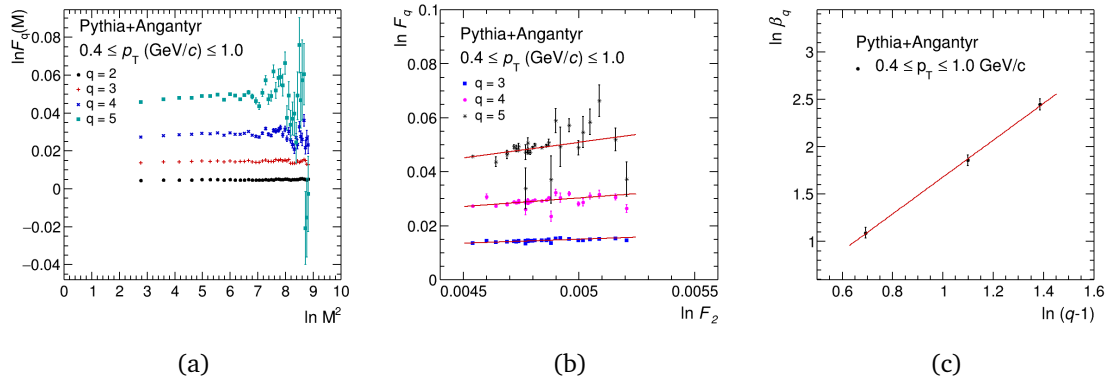 lnF_q(M)
0.08
0.06
0.04
0.02
0
−0.02
−0.04
Pythia+Angantyr
0.4 ≤ p_T (GeV/c) ≤ 1.0
q = 2
q = 3
q = 4
q = 5
0 1 2 3 4 5 6 7 8 9 10
ln M²
(a)
ln F_q
0.1
0.08
0.06
0.04
0.02
0
Pythia+Angantyr
0.4 ≤ p_T (GeV/c) ≤ 1.0
q = 3
q = 4
q = 5
0.0045 0.005 0.0055
ln F_2
(b)
ln β_q
3
2.5
2
1.5
1
Pythia+Angantyr
0.4 ≤ p_T ≤ 1.0 GeV/c
0.6 0.8 1 1.2 1.4 1.6
ln (q-1)
(c)